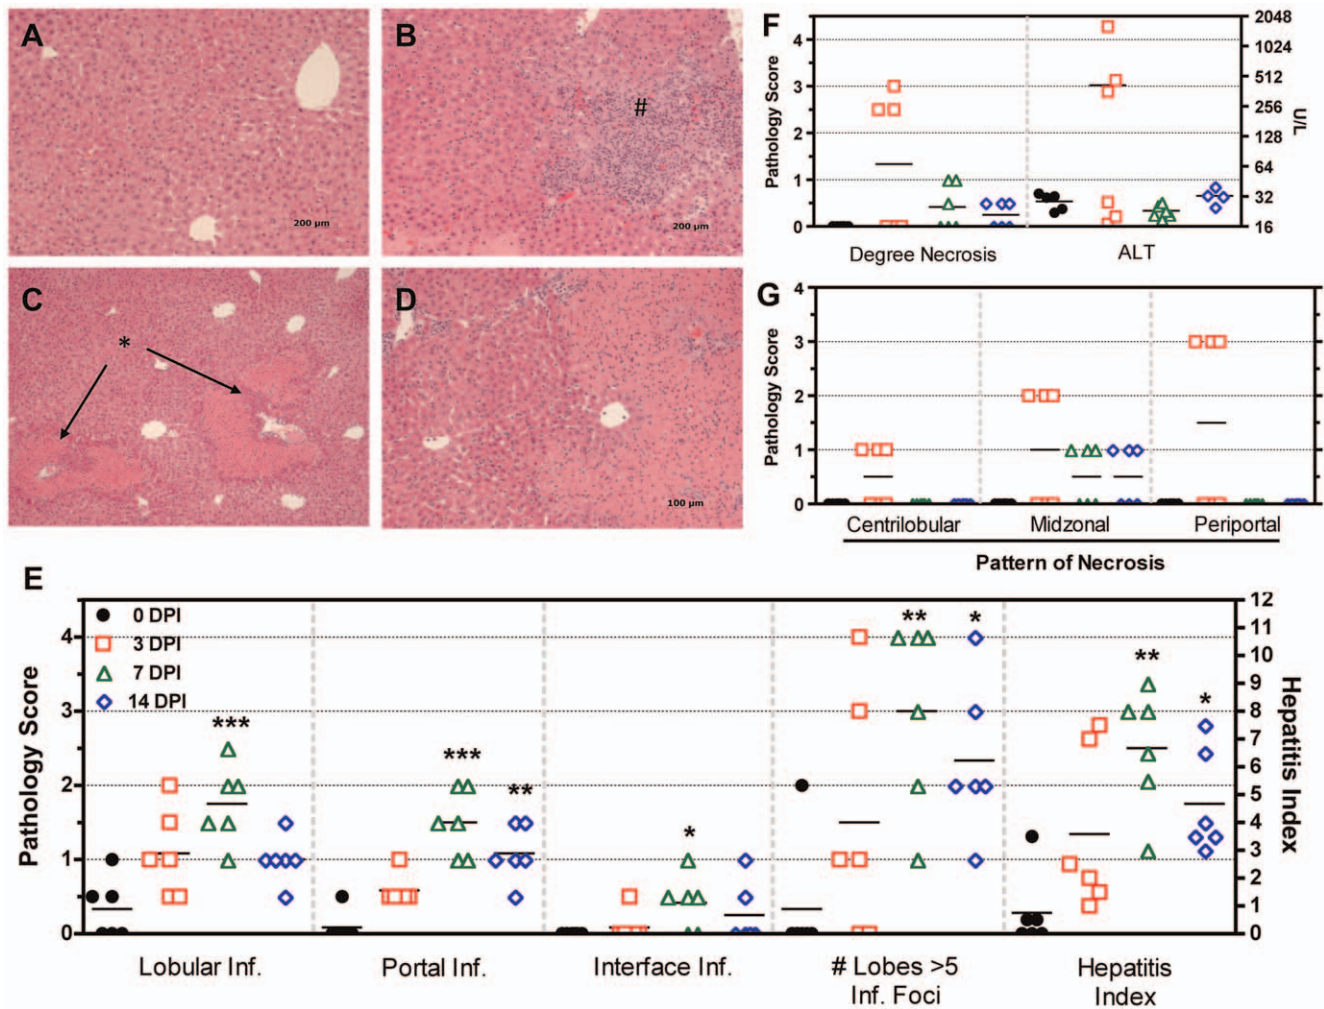 A
200 µm
B
#
200 µm
C
*
D
100 µm
F
Pathology Score
4
3
2
1
0
2048
1024
512
256
128
64
32
16
U/L
Degree Necrosis
ALT
G
Pathology Score
4
3
2
1
0
Centrilobular
Midzonal
Periportal
Pattern of Necrosis
E
0 DPI
3 DPI
7 DPI
14 DPI
Pathology Score
4
3
2
1
0
***
***
**
*
**
*
**
*
12
11
10
9
8
7
6
5
4
3
2
1
0
Hepatitis Index
Lobular Inf.
Portal Inf.
Interface Inf.
# Lobes >5
Inf. Foci
Hepatitis
Index